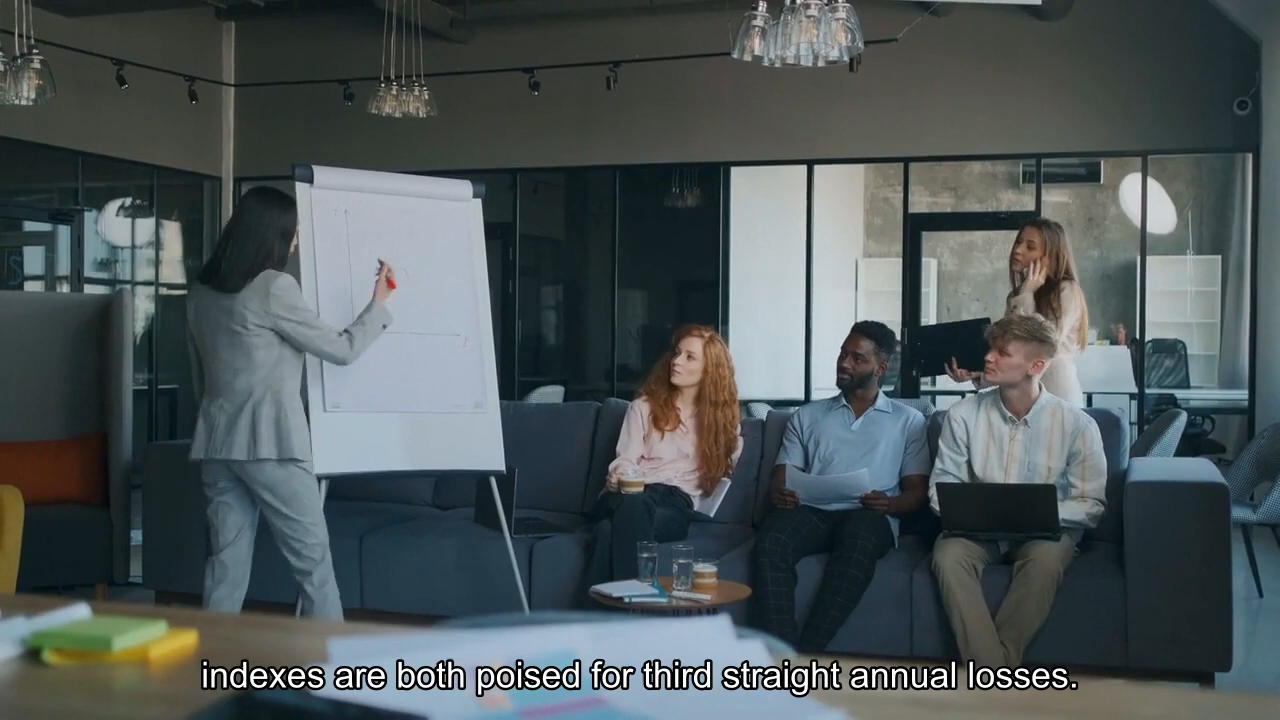 indexes are both poised for third straight annual losses.